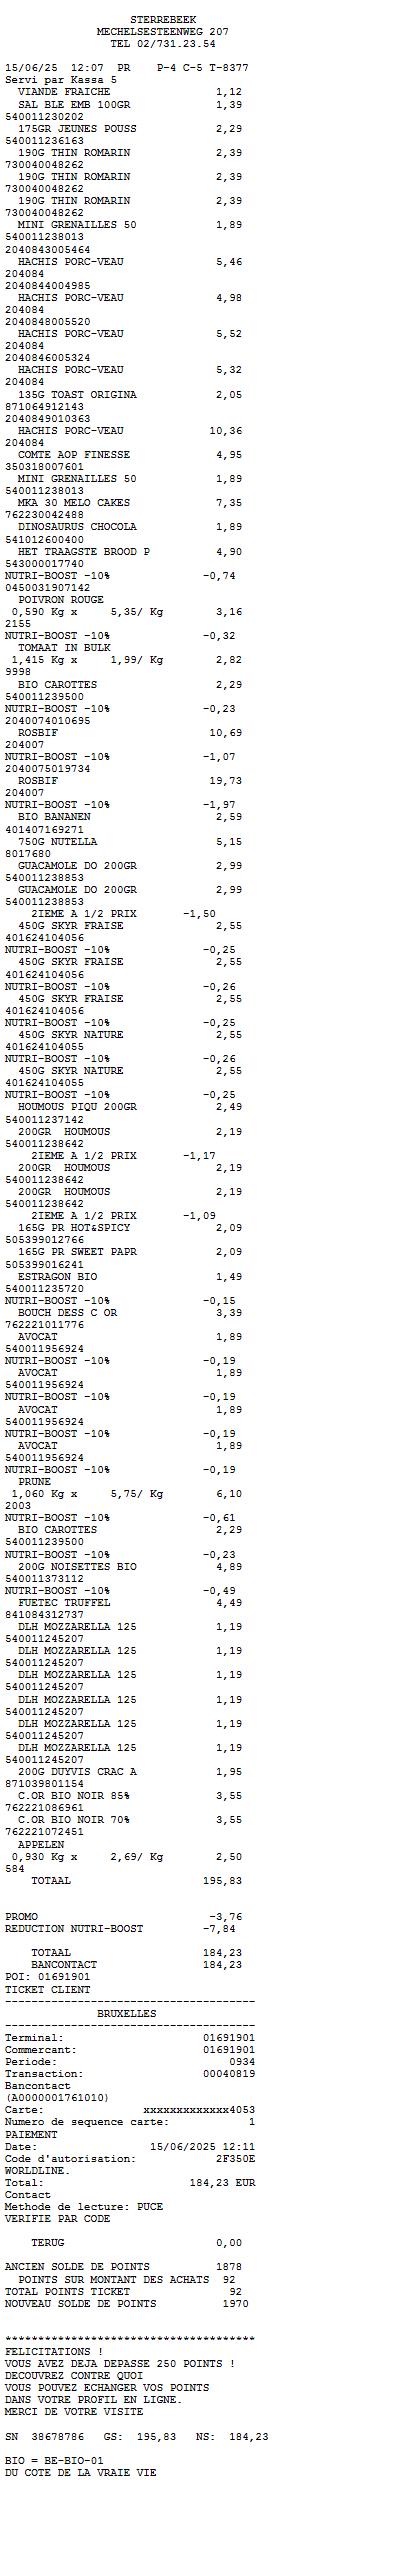 STERREBEEK
MECHELSESTEENWEG 207
TEL 02/731.23.54
15/06/25 12:07 PR P-4 C-5 T-8377
Servi par Kassa 5
VIANDE FRAICHE 1,12
SAL BLE EMB 100GR 1,39
540011230202
175GR JEUNES POUSS 2,29
540011236163
190G THIN ROMARIN 2,39
730040048262
190G THIN ROMARIN 2,39
730040048262
190G THIN ROMARIN 2,39
730040048262
MINI GRENAILLES 50 1,89
540011238013
2040843005464
HACHIS PORC-VEAU 5,46
204084
2040844004985
HACHIS PORC-VEAU 4,98
204084
2040848005520
HACHIS PORC-VEAU 5,52
204084
2040846005324
HACHIS PORC-VEAU 5,32
204084
135G TOAST ORIGINA 2,05
871064912143
2040849010363
HACHIS PORC-VEAU 10,36
204084
COMTE AOP FINESSE 4,95
350318007601
MINI GRENAILLES 50 1,89
540011238013
MKA 30 MELO CAKES 7,35
762230042488
DINOSAURUS CHOCOLA 1,89
541012600400
HET TRAAGSTE BROOD P 4,90
543000017740
NUTRI-BOOST -10% -0,74
0450031907142
POIVRON ROUGE
0,590 Kg x 5,35/ Kg 3,16
2155
NUTRI-BOOST -10% -0,32
TOMAAT IN BULK
1,415 Kg x 1,99/ Kg 2,82
9998
BIO CAROTTES 2,29
540011239500
NUTRI-BOOST -10% -0,23
2040074010695
ROSBIF 10,69
204007
NUTRI-BOOST -10% -1,07
2040075019734
ROSBIF 19,73
204007
NUTRI-BOOST -10% -1,97
BIO BANANEN 2,59
401407169271
750G NUTELLA 5,15
8017680
GUACAMOLE DO 200GR 2,99
540011238853
GUACAMOLE DO 200GR 2,99
540011238853
2IEME A 1/2 PRIX -1,50
450G SKYR FRAISE 2,55
401624104056
NUTRI-BOOST -10% -0,25
450G SKYR FRAISE 2,55
401624104056
NUTRI-BOOST -10% -0,26
450G SKYR FRAISE 2,55
401624104056
NUTRI-BOOST -10% -0,25
450G SKYR NATURE 2,55
401624104055
NUTRI-BOOST -10% -0,26
450G SKYR NATURE 2,55
401624104055
NUTRI-BOOST -10% -0,25
HOUMOUS PIQU 200GR 2,49
540011237142
200GR HOUMOUS 2,19
540011238642
2IEME A 1/2 PRIX -1,17
200GR HOUMOUS 2,19
540011238642
200GR HOUMOUS 2,19
540011238642
2IEME A 1/2 PRIX -1,09
165G PR HOT&SPICY 2,09
505399012766
165G PR SWEET PAPR 2,09
505399016241
ESTRAGON BIO 1,49
540011235720
NUTRI-BOOST -10% -0,15
BOUCH DESS C OR 3,39
762221011776
AVOCAT 1,89
540011956924
NUTRI-BOOST -10% -0,19
AVOCAT 1,89
540011956924
NUTRI-BOOST -10% -0,19
AVOCAT 1,89
540011956924
NUTRI-BOOST -10% -0,19
AVOCAT 1,89
540011956924
NUTRI-BOOST -10% -0,19
PRUNE
1,060 Kg x 5,75/ Kg 6,10
2003
NUTRI-BOOST -10% -0,61
BIO CAROTTES 2,29
540011239500
NUTRI-BOOST -10% -0,23
200G NOISETTES BIO 4,89
540011373112
NUTRI-BOOST -10% -0,49
FUETEC TRUFFEL 4,49
841084312737
DLH MOZZARELLA 125 1,19
540011245207
DLH MOZZARELLA 125 1,19
540011245207
DLH MOZZARELLA 125 1,19
540011245207
DLH MOZZARELLA 125 1,19
540011245207
DLH MOZZARELLA 125 1,19
540011245207
DLH MOZZARELLA 125 1,19
540011245207
200G DUYVIS CRAC A 1,95
871039801154
C.OR BIO NOIR 85% 3,55
762221086961
C.OR BIO NOIR 70% 3,55
762221072451
APPELEN
0,930 Kg x 2,69/ Kg 2,50
584
TOTAAL 195,83
PROMO -3,76
REDUCTION NUTRI-BOOST -7,84
TOTAAL 184,23
BANCONTACT 184,23
POI: 01691901
TICKET CLIENT
--------------------------------------
BRUXELLES
--------------------------------------
Terminal: 01691901
Commercant: 01691901
Periode: 0934
Transaction: 00040819
Bancontact
(A0000001761010)
Carte: xxxxxxxxxxxxx4053
Numero de sequence carte: 1
PAIEMENT
Date: 15/06/2025 12:11
Code d'autorisation: 2F350E
WORLDLINE.
Total: 184,23 EUR
Contact
Methode de lecture: PUCE
VERIFIE PAR CODE
TERUG 0,00
ANCIEN SOLDE DE POINTS 1878
POINTS SUR MONTANT DES ACHATS 92
TOTAL POINTS TICKET 92
NOUVEAU SOLDE DE POINTS 1970
**************************************
FELICITATIONS !
VOUS AVEZ DEJA DEPASSE 250 POINTS !
DECOUVREZ CONTRE QUOI
VOUS POUVEZ ECHANGER VOS POINTS
DANS VOTRE PROFIL EN LIGNE.
MERCI DE VOTRE VISITE
SN 38678786 GS: 195,83 NS: 184,23
BIO = BE-BIO-01
DU COTE DE LA VRAIE VIE